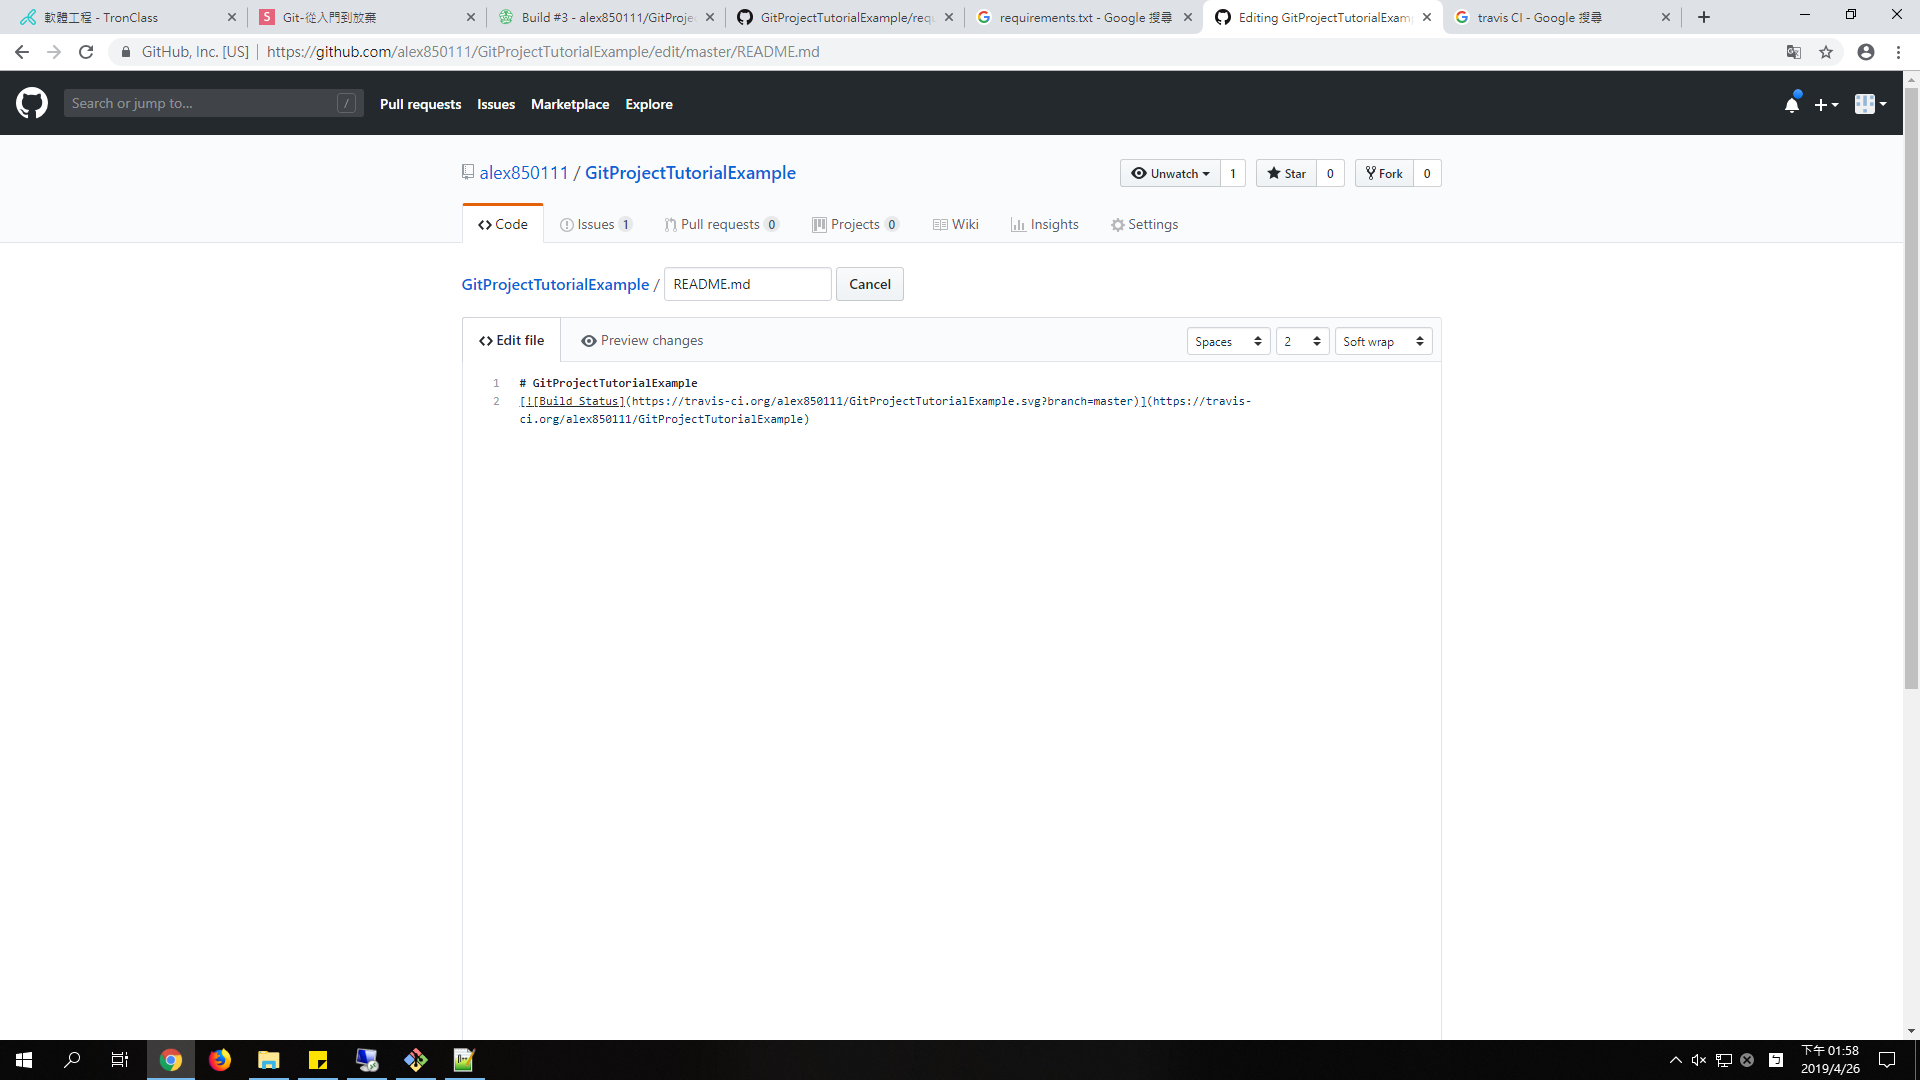 軟體工程 - TronClass
Git-從入門到放棄
Build #3 - alex850111/GitProjec
GitProjectTutorialExample/requ
requirements.txt - Google 搜尋
Editing GitProjectTutorialExamp
travis CI - Google 搜尋
GitHub, Inc. [US] https://github.com/alex850111/GitProjectTutorialExample/edit/master/README.md
Search or jump to... /
Pull requests Issues Marketplace Explore
alex850111 / GitProjectTutorialExample
Unwatch 1 Star 0 Fork 0
Code Issues 1 Pull requests 0 Projects 0 Wiki Insights Settings
GitProjectTutorialExample / README.md Cancel
Edit file Preview changes Spaces 2 Soft wrap
1 # GitProjectTutorialExample
2 [![Build Status](https://travis-ci.org/alex850111/GitProjectTutorialExample.svg?branch=master)](https://travis-
ci.org/alex850111/GitProjectTutorialExample)
下午 01:58
2019/4/26